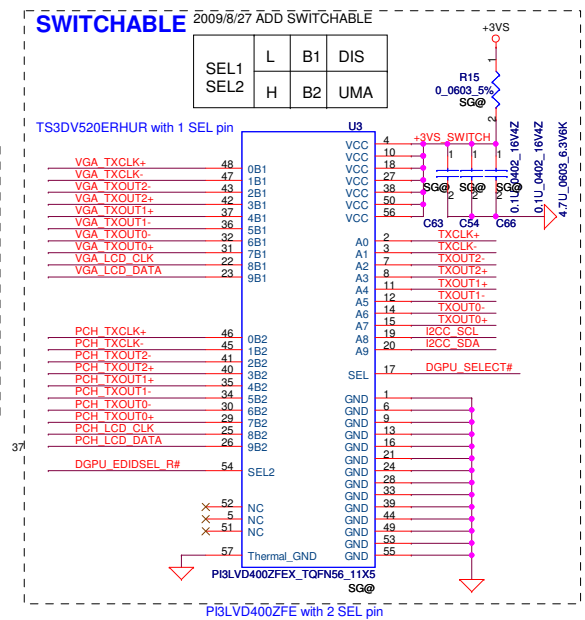 SWITCHABLE
2009/8/27 ADD SWITCHABLE
SEL1 SEL2
L B1 DIS
H B2 UMA
+3VS
1
R15
0_0603_5%
SG@
2
TS3DV520ERHUR with 1 SEL pin
U3
+3VS_SWITCH
VGA_TXCLK+ 48 0B1
VGA_TXCLK- 47 1B1
VGA_TXOUT2- 43 2B1
VGA_TXOUT2+ 42 3B1
VGA_TXOUT1+ 37 4B1
VGA_TXOUT1- 36 5B1
VGA_TXOUT0- 32 6B1
VGA_TXOUT0+ 31 7B1
VGA_LCD_CLK 22 8B1
VGA_LCD_DATA 23 9B1
PCH_TXCLK+ 46 0B2
PCH_TXCLK- 45 1B2
PCH_TXOUT2- 41 2B2
PCH_TXOUT2+ 40 3B2
PCH_TXOUT1+ 35 4B2
PCH_TXOUT1- 34 5B2
PCH_TXOUT0- 30 6B2
PCH_TXOUT0+ 29 7B2
PCH_LCD_CLK 25 8B2
PCH_LCD_DATA 26 9B2
37
DGPU_EDIDSEL_R# 54 SEL2
52 NC
5 NC
51 NC
57 Thermal_GND
VCC 4
VCC 10
VCC 18
VCC 27
VCC 38
VCC 50
VCC 56
1 1 1
SG@ SG@ SG@
2 2 2
C63 C54 C66
0.1U_0402_16V4Z
0.1U_0402_16V4Z
4.7U_0603_6.3V6K
A0 2 TXCLK+
A1 3 TXCLK-
A2 7 TXOUT2-
A3 8 TXOUT2+
A4 11 TXOUT1+
A5 12 TXOUT1-
A6 14 TXOUT0-
A7 15 TXOUT0+
A8 19 I2CC_SCL
A9 20 I2CC_SDA
SEL 17 DGPU_SELECT#
GND 1
GND 6
GND 9
GND 13
GND 16
GND 21
GND 24
GND 28
GND 33
GND 39
GND 44
GND 49
GND 53
GND 55
PI3LVD400ZFEX_TQFN56_11X5
SG@
PI3LVD400ZFE with 2 SEL pin